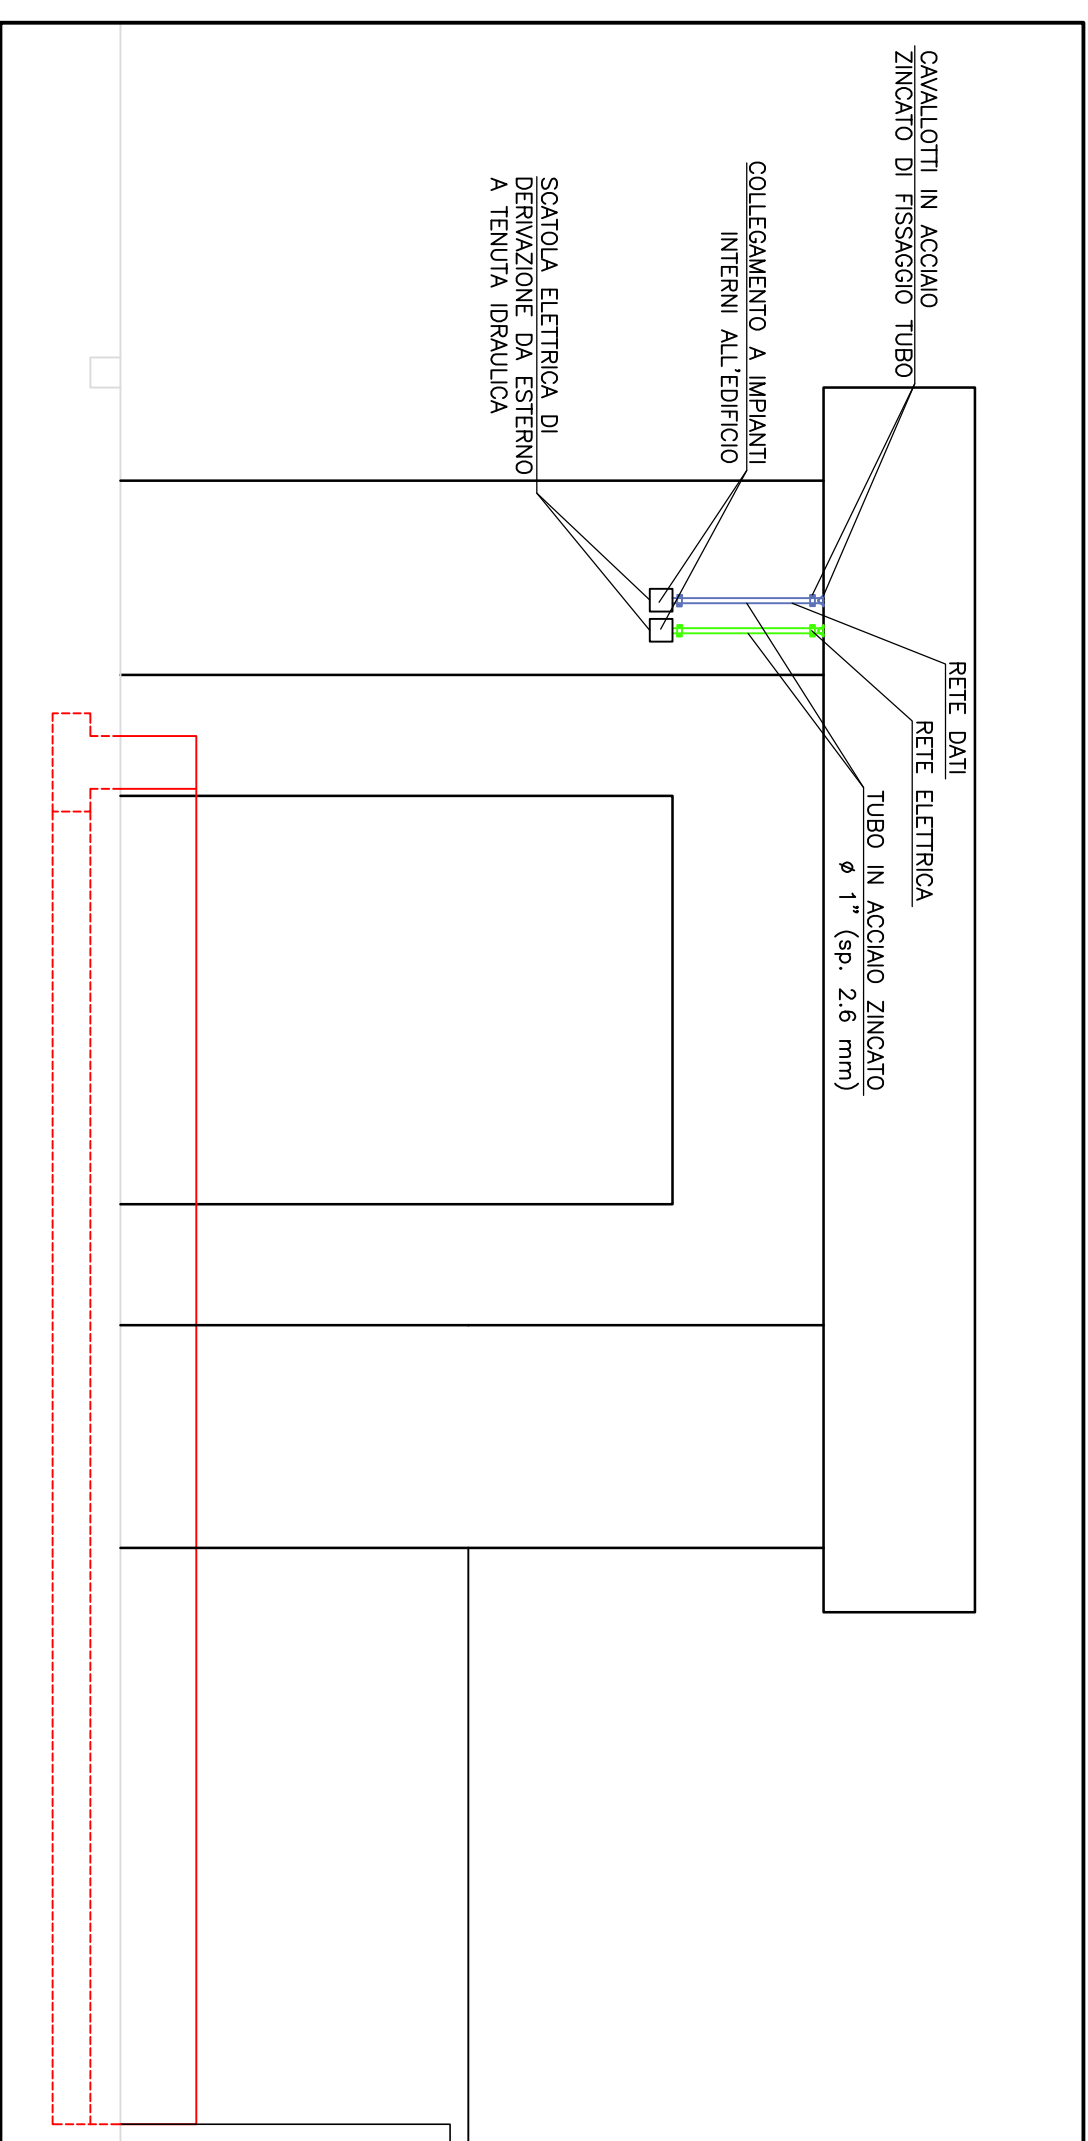 CAVALLOTTI IN ACCIAIO
ZINCATO DI FISSAGGIO TUBO
COLLEGAMENTO A IMPIANTI
INTERNI ALL'EDIFICIO
SCATOLA ELETTRICA DI
DERIVAZIONE DA ESTERNO
A TENUTA IDRAULICA
RETE DATI
RETE ELETTRICA
TUBO IN ACCIAIO ZINCATO
ø 1" (sp. 2.6 mm)